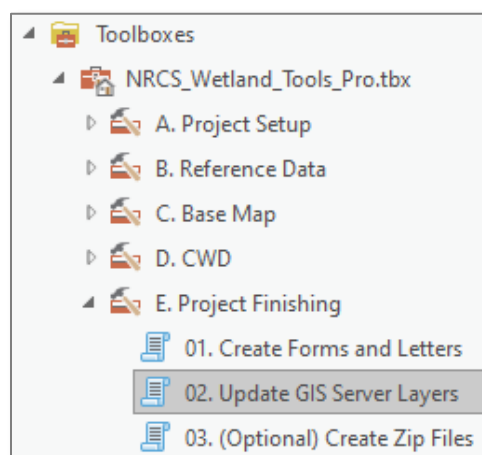 Toolboxes
NRCS_Wetland_Tools_Pro.tbx
A. Project Setup
B. Reference Data
C. Base Map
D. CWD
E. Project Finishing
01. Create Forms and Letters
02. Update GIS Server Layers
03. (Optional) Create Zip Files